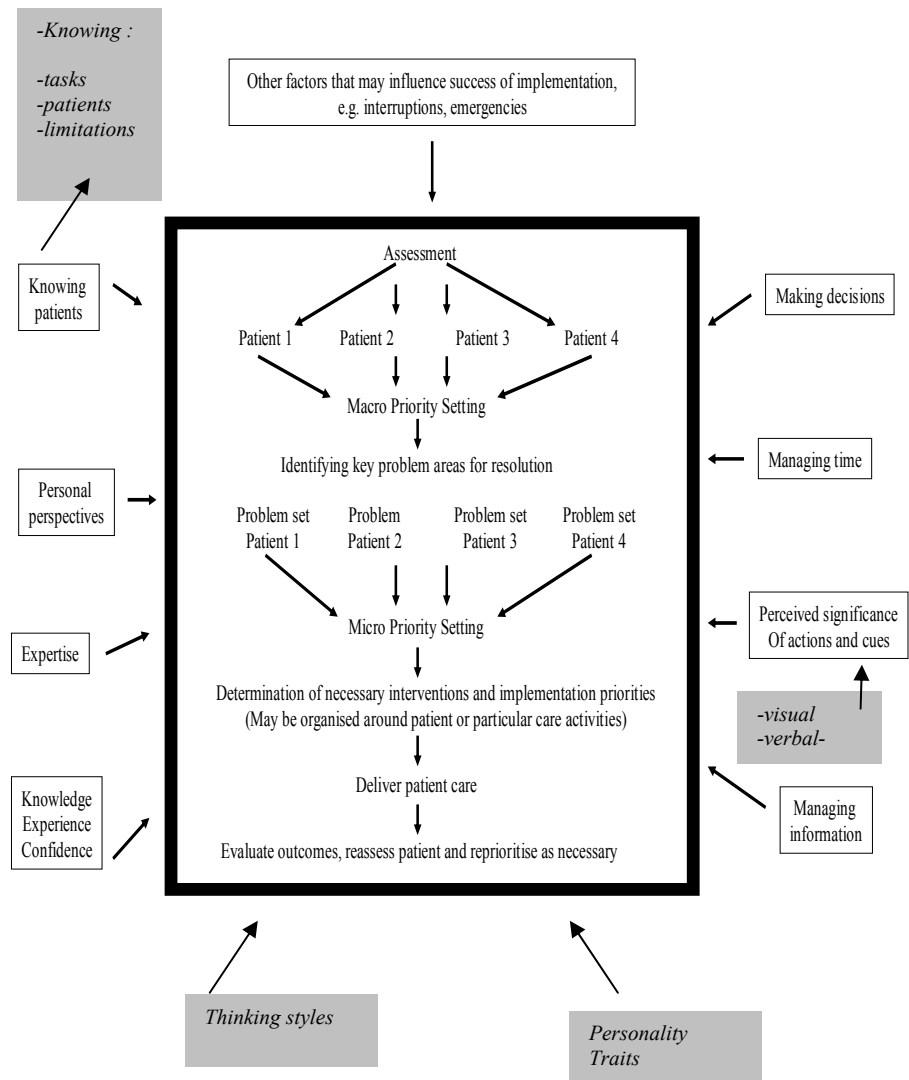 -Knowing :
-tasks
-patients
-limitations
Other factors that may influence success of implementation,
e.g. interruptions, emergencies
Knowing
patients
Personal
perspectives
Expertise
Knowledge
Experience
Confidence
Assessment
Patient 1 Patient 2 Patient 3 Patient 4
Macro Priority Setting
Identifying key problem areas for resolution
Problem set Problem Problem set Problem set
Patient 1 Patient 2 Patient 3 Patient 4
Micro Priority Setting
Determination of necessary interventions and implementation priorities
(May be organised around patient or particular care activities)
Deliver patient care
Evaluate outcomes, reassess patient and reprioritise as necessary
Making decisions
Managing time
Perceived significance
Of actions and cues
-visual
-verbal-
Managing
information
Thinking styles
Personality
Traits